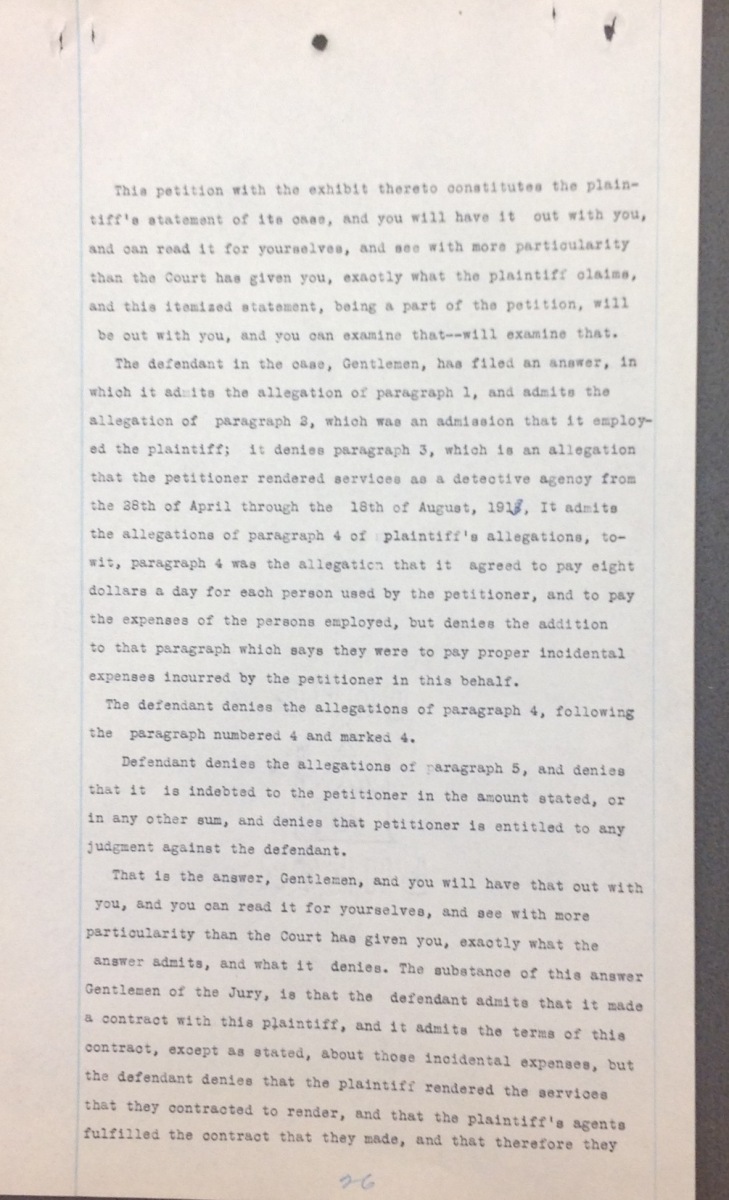 This petition with the exhibit thereto constitutes the plain-
tiff's statement of its case, and you will have it out with you,
and can read it for yourselves, and see with more particularity
than the Court has given you, exactly what the plaintiff claims,
and this itemized statement, being a part of the petition, will
be out with you, and you can examine that--will examine that.
The defendant in the case, Gentlemen, has filed an answer, in
which it admits the allegation of paragraph 1, and admits the
allegation of paragraph 2, which was an admission that it employ-
ed the plaintiff; it denies paragraph 3, which is an allegation
that the petitioner rendered services as a detective agency from
the 28th of April through the 18th of August, 1913, It admits
the allegations of paragraph 4 of plaintiff's allegations, to-
wit, paragraph 4 was the allegation that it agreed to pay eight
dollars a day for each person used by the petitioner, and to pay
the expenses of the persons employed, but denies the addition
to that paragraph which says they were to pay proper incidental
expenses incurred by the petitioner in this behalf.
The defendant denies the allegations of paragraph 4, following
the paragraph numbered 4 and marked 4.
Defendant denies the allegations of paragraph 5, and denies
that it is indebted to the petitioner in the amount stated, or
in any other sum, and denies that petitioner is entitled to any
judgment against the defendant.
That is the answer, Gentlemen, and you will have that out with
you, and you can read it for yourselves, and see with more
particularity than the Court has given you, exactly what the
answer admits, and what it denies. The substance of this answer
Gentlemen of the Jury, is that the defendant admits that it made
a contract with this plaintiff, and it admits the terms of this
contract, except as stated, about those incidental expenses, but
the defendant denies that the plaintiff rendered the services
that they contracted to render, and that the plaintiff's agents
fulfilled the contract that they made, and that therefore they
26